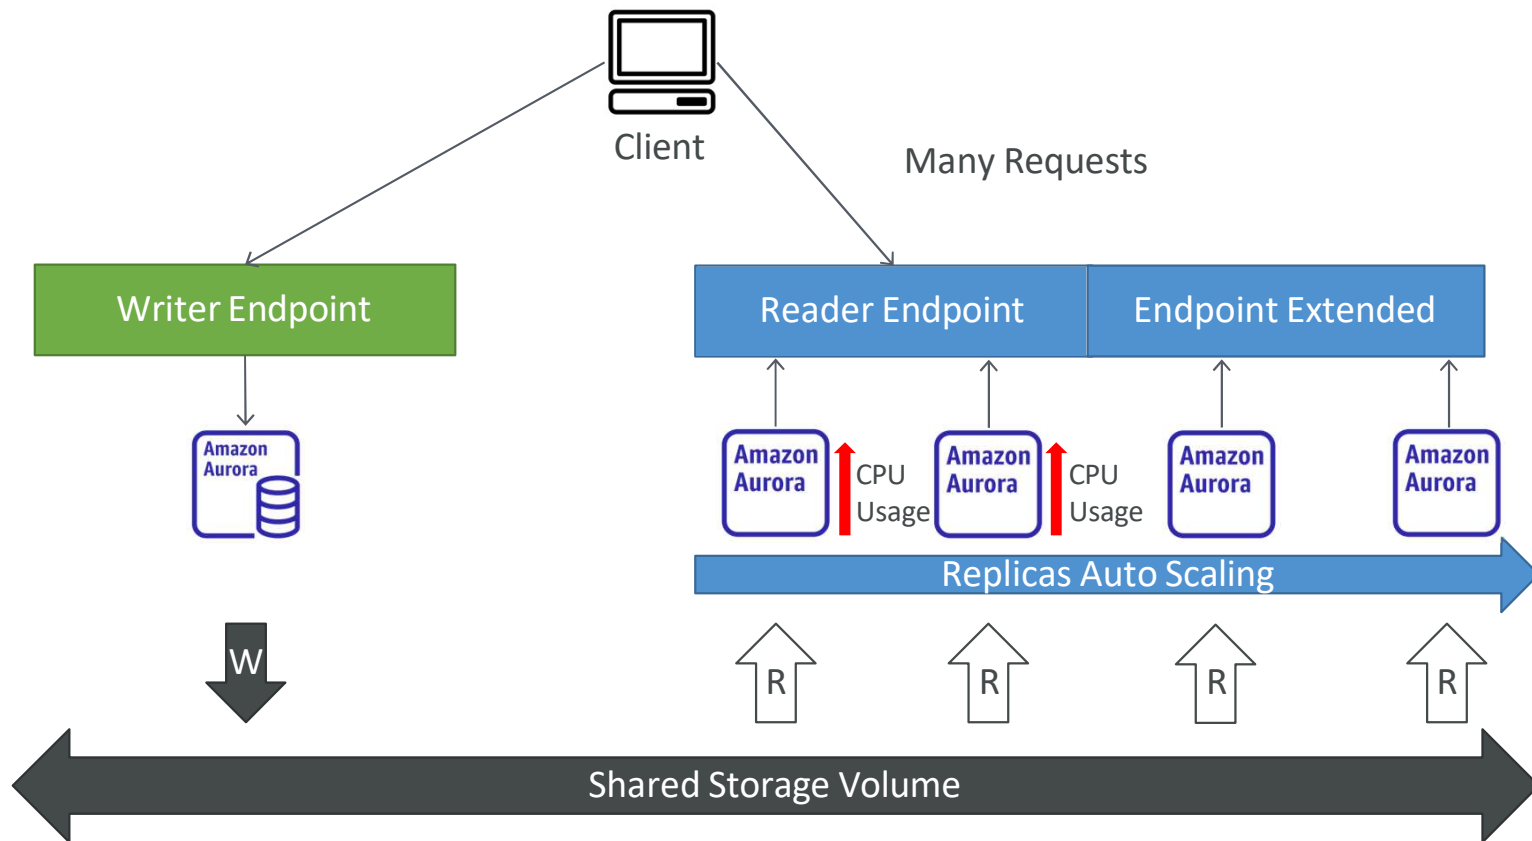 Client
Many Requests
Writer Endpoint
Reader Endpoint
Endpoint Extended
Amazon
Aurora
Amazon
Aurora
CPU
Usage
Amazon
Aurora
CPU
Usage
Amazon
Aurora
Amazon
Aurora
Replicas Auto Scaling
W
R
R
R
R
Shared Storage Volume